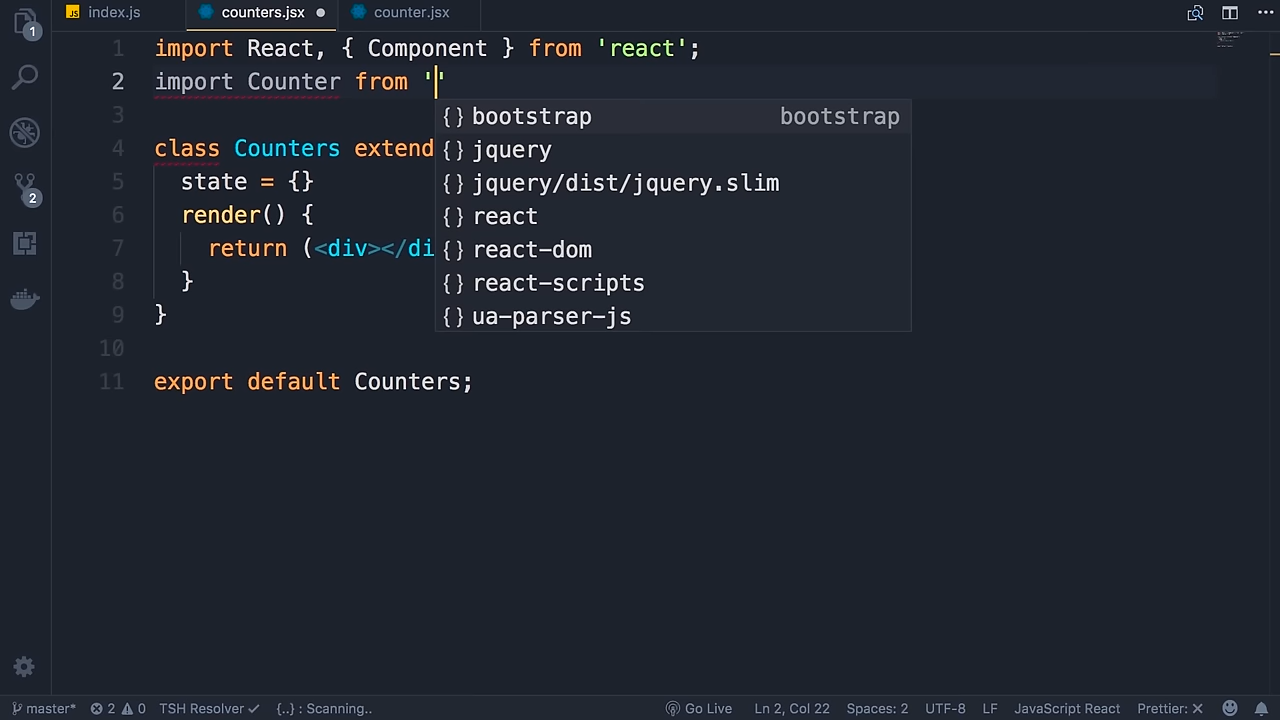 1
JS index.js
counters.jsx ●
counter.jsx
1 import React, { Component } from 'react';
2 import Counter from ''
3
4 class Counters extend
5 state = {}
6 render() {
7 return (<div></di
8 }
9 }
10
11 export default Counters;
{} bootstrap bootstrap
{} jquery
{} jquery/dist/jquery.slim
{} react
{} react-dom
{} react-scripts
{} ua-parser-js
2
master* 2 0 TSH Resolver ✓ {..} : Scanning.. Go Live Ln 2, Col 22 Spaces: 2 UTF-8 LF JavaScript React Prettier: ✕